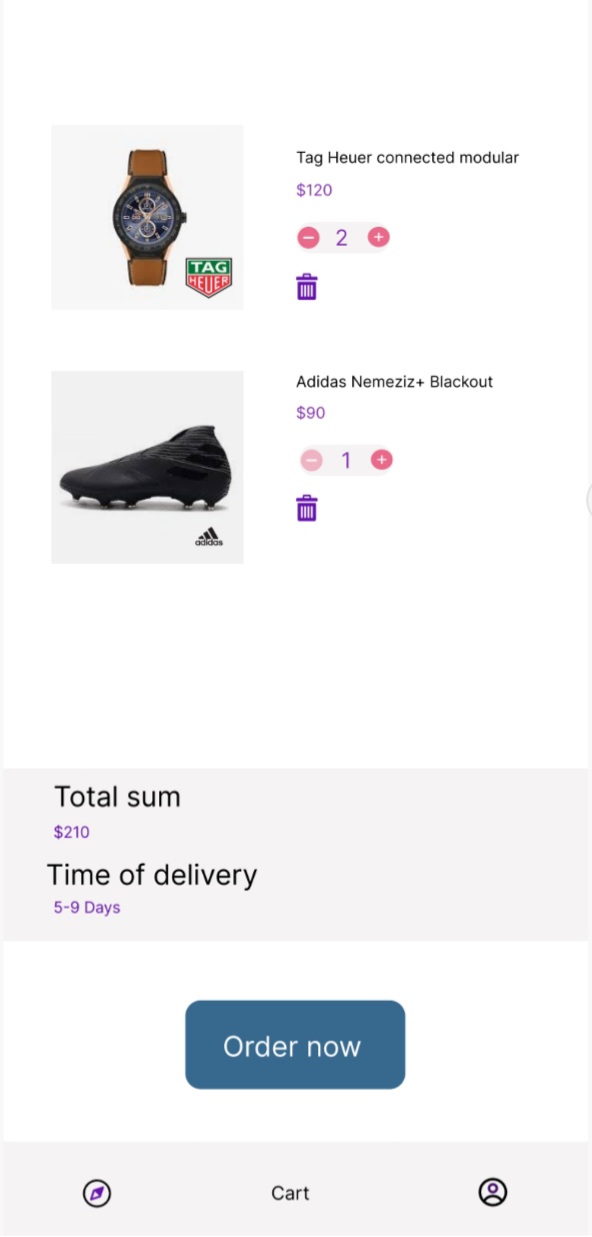 Tag Heuer connected modular
$120
2
TAG
HEUER
Adidas Nemeziz+ Blackout
$90
1
adidas
Total sum
$210
Time of delivery
5-9 Days
Order now
Cart